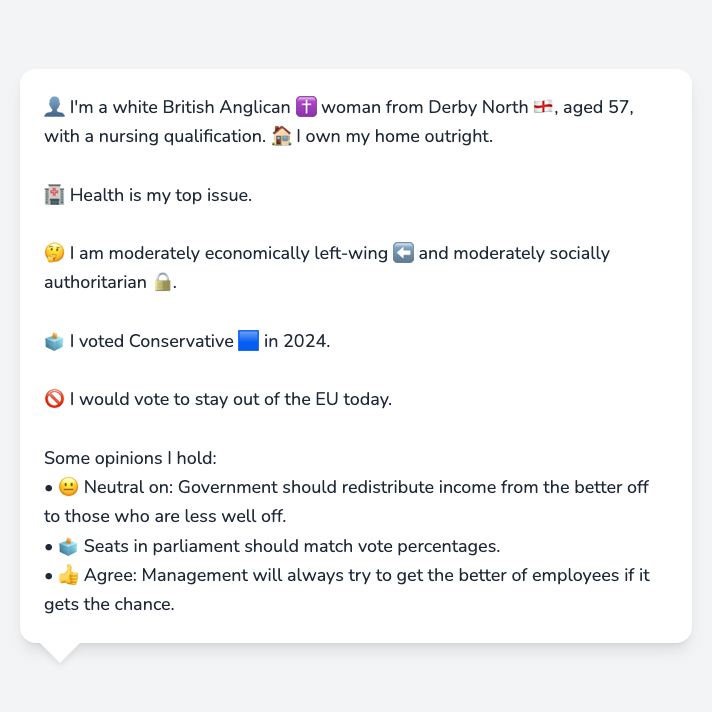 👤 I'm a white British Anglican ✝️ woman from Derby North 🏴󠁧󠁢󠁥󠁮󠁧󠁿, aged 57,
with a nursing qualification. 🏠 I own my home outright.
🏥 Health is my top issue.
🤔 I am moderately economically left-wing ⬅️ and moderately socially
authoritarian 🔒.
🗳️ I voted Conservative 🟦 in 2024.
🚫 I would vote to stay out of the EU today.
Some opinions I hold:
• 😐 Neutral on: Government should redistribute income from the better off
to those who are less well off.
• 🗳️ Seats in parliament should match vote percentages.
• 👍 Agree: Management will always try to get the better of employees if it
gets the chance.